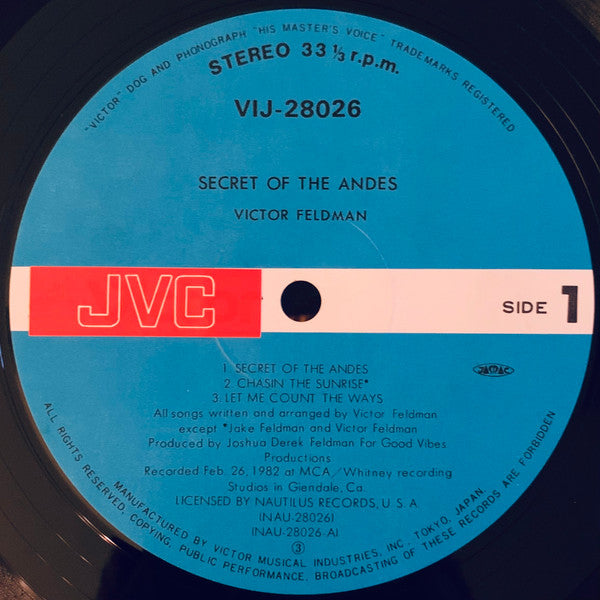 "VICTOR" DOG AND PHONOGRAPH "HIS MASTER'S VOICE" TRADEMARKS REGISTERED
STEREO 33 1/3 r.p.m.
VIJ-28026
SECRET OF THE ANDES
VICTOR FELDMAN
JVC
SIDE 1
1. SECRET OF THE ANDES
2. CHASIN THE SUNRISE*
3. LET ME COUNT THE WAYS
JASRAC
All songs written and arranged by Victor Feldman
except *Jake Feldman and Victor Feldman
Produced by Joshua Derek Feldman For Good Vibes
Productions
Recorded Feb. 26, 1982 at MCA/Whitney recording
Studios in Glendale, Ca.
LICENSED BY NAUTILUS RECORDS, U.S.A.
(NAU-28026)
(NAU-28026-A)
③
MANUFACTURED BY VICTOR MUSICAL INDUSTRIES, INC., TOKYO, JAPAN
ALL RIGHTS RESERVED, COPYING, PUBLIC PERFORMANCE, BROADCASTING OF THESE RECORDS ARE FORBIDDEN